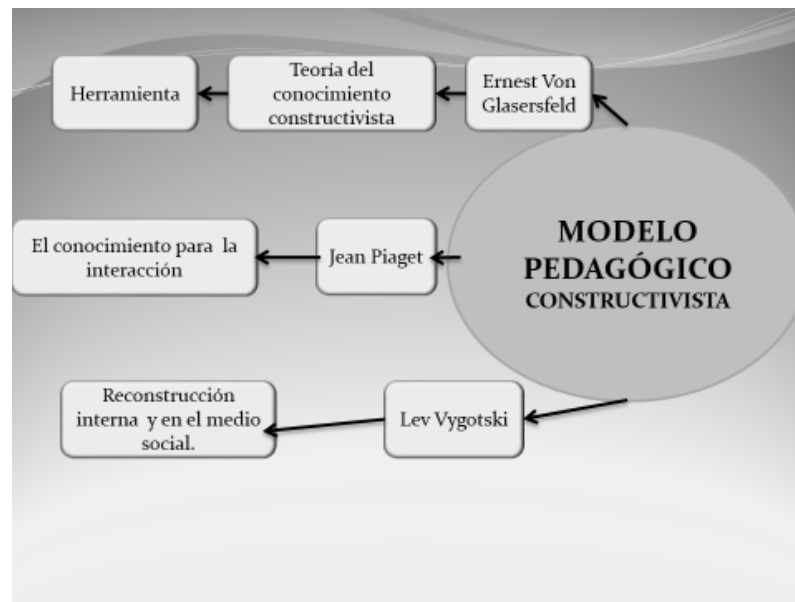 Herramienta
Teoría del
conocimiento
constructivista
Ernest Von
Glasersfeld
MODELO
PEDAGÓGICO
CONSTRUCTIVISTA
El conocimiento para la
interacción
Jean Piaget
Reconstrucción
interna y en el medio
social.
Lev Vygotski